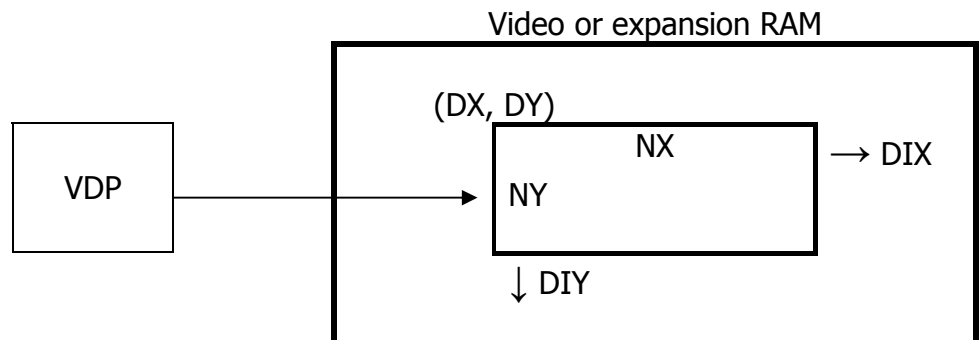 Video or expansion RAM
(DX, DY)
NX
→ DIX
VDP
NY
↓ DIY